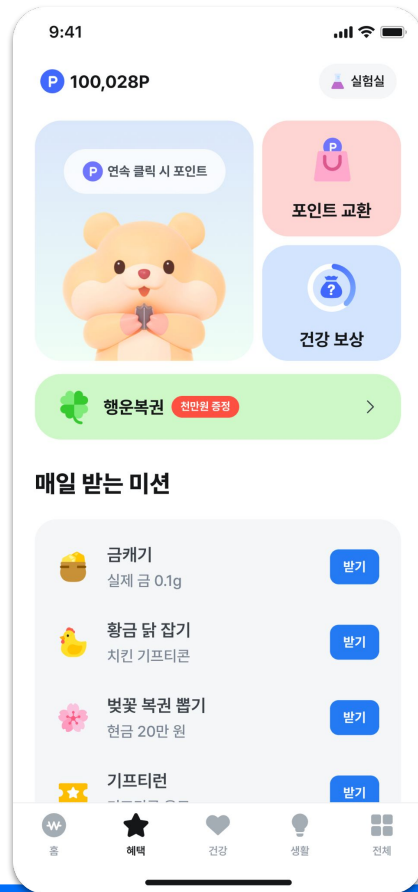 9:41
P 100,028P
실험실
P 연속 클릭 시 포인트
P
포인트 교환
?
건강 보상
행운복권 천만원 증정
매일 받는 미션
금캐기
실제 금 0.1g
받기
황금 닭 잡기
치킨 기프티콘
받기
벚꽃 복권 뽑기
현금 20만 원
받기
기프티런
받기
홈
혜택
건강
생활
전체